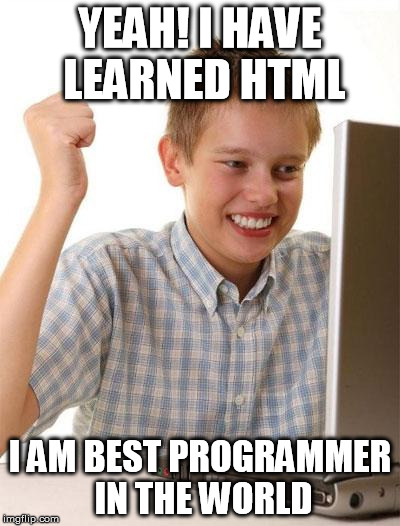 YEAH! I HAVE
LEARNED HTML
I AM BEST PROGRAMMER
IN THE WORLD
imgflip.com